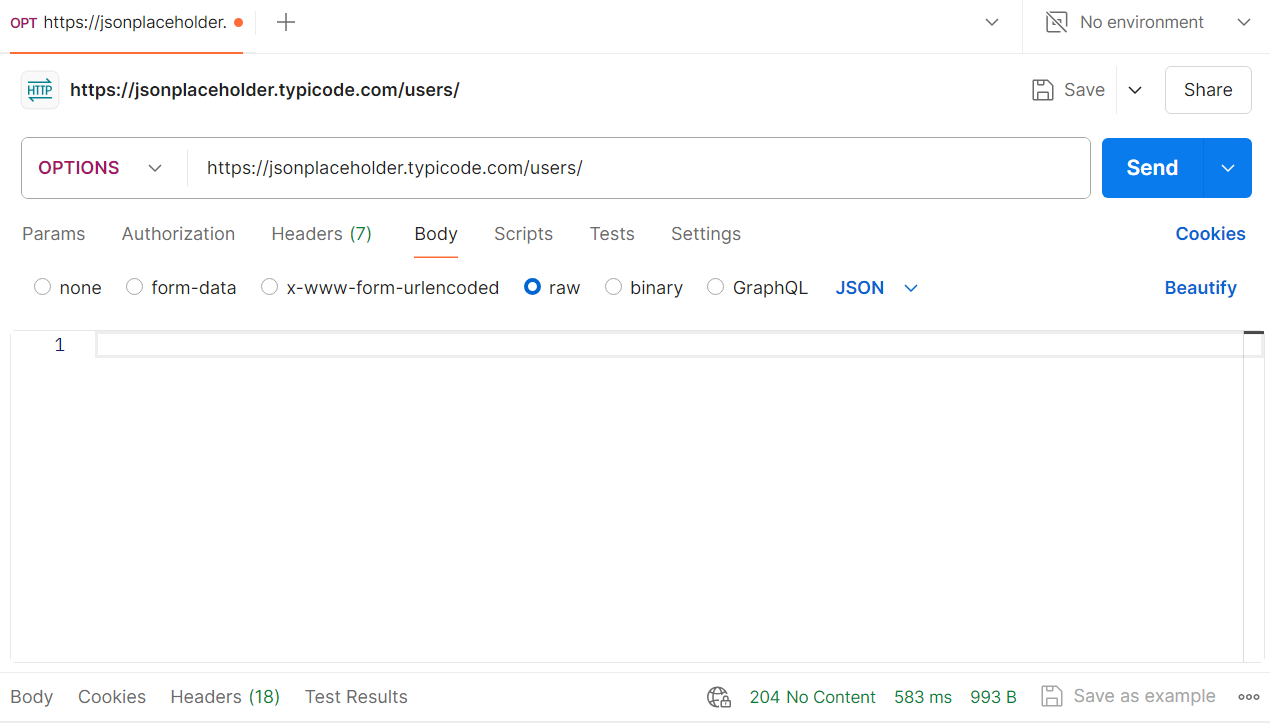 OPT https://jsonplaceholder.
No environment
HTTP https://jsonplaceholder.typicode.com/users/
Save
Share
OPTIONS
https://jsonplaceholder.typicode.com/users/
Send
Params Authorization Headers (7) Body Scripts Tests Settings Cookies
none form-data x-www-form-urlencoded raw binary GraphQL JSON Beautify
1
Body Cookies Headers (18) Test Results 204 No Content 583 ms 993 B Save as example